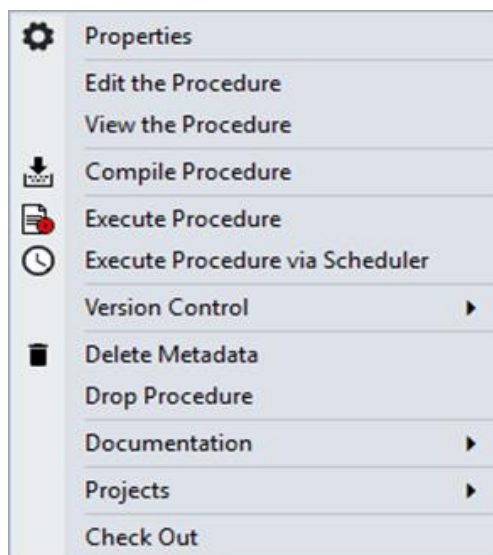 Properties
Edit the Procedure
View the Procedure
Compile Procedure
Execute Procedure
Execute Procedure via Scheduler
Version Control
Delete Metadata
Drop Procedure
Documentation
Projects
Check Out